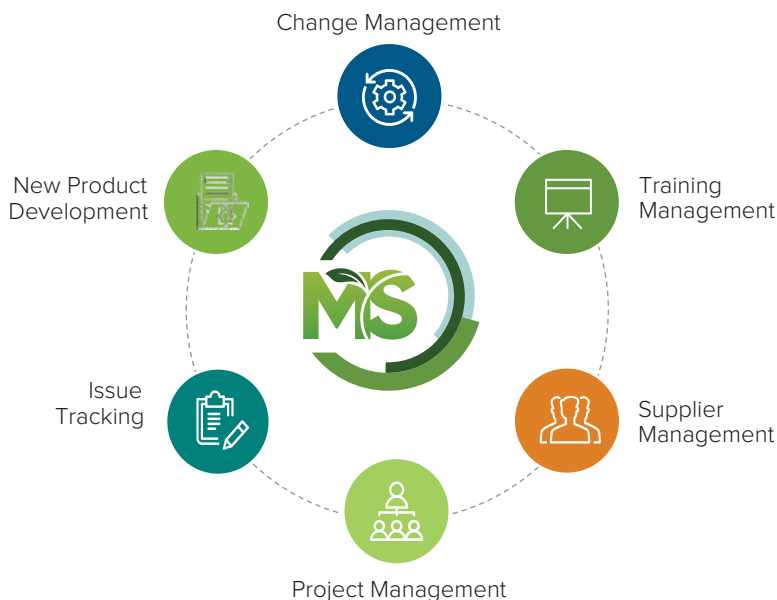 Change Management
New Product
Development
Training
Management
MS
Issue
Tracking
Supplier
Management
Project Management